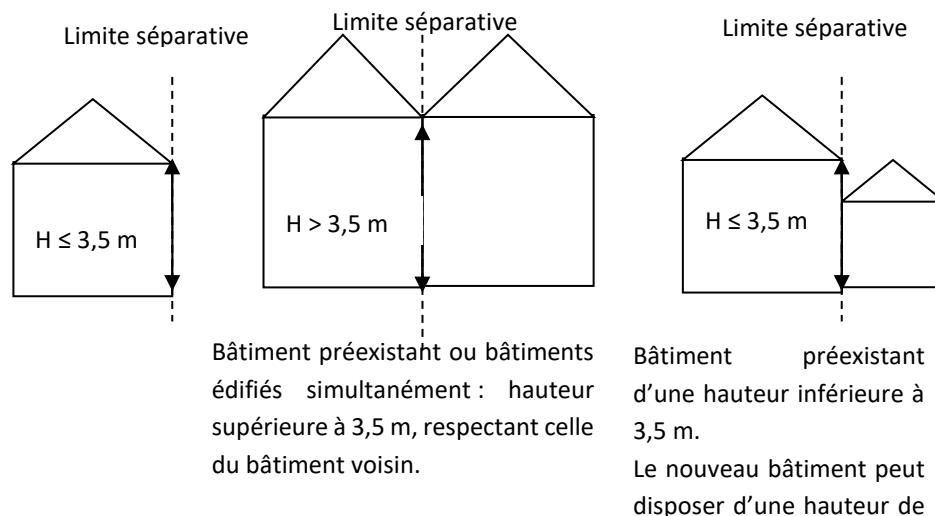 Limite séparative
Limite séparative
Limite séparative
H ≤ 3,5 m
H > 3,5 m
H ≤ 3,5 m
Bâtiment préexistant ou bâtiments
édifiés simultanément : hauteur
supérieure à 3,5 m, respectant celle
du bâtiment voisin.
Bâtiment préexistant
d’une hauteur inférieure à
3,5 m.
Le nouveau bâtiment peut
disposer d’une hauteur de